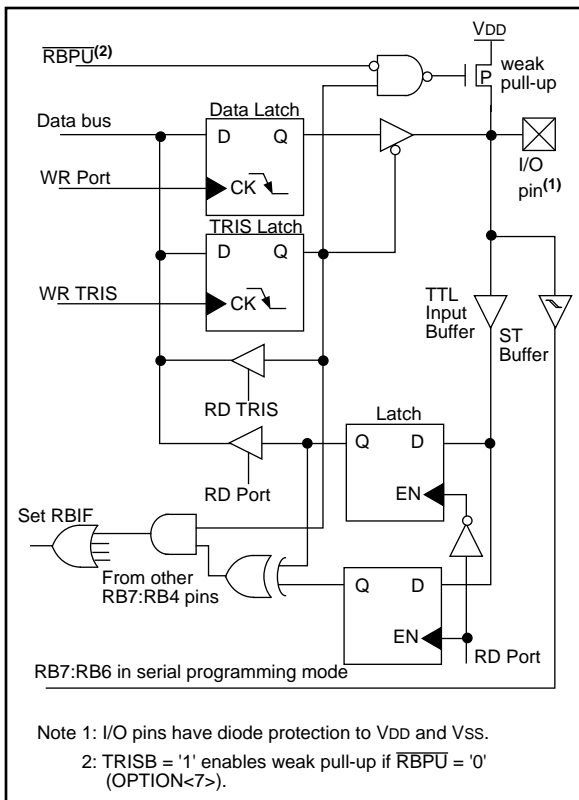 VDD
RBPU(2)
weak
pull-up
P
Data bus
Data Latch
D Q
WR Port
CK
I/O
pin(1)
TRIS Latch
D Q
WR TRIS
CK
TTL
Input
Buffer
ST
Buffer
RD TRIS
Latch
Q D
RD Port
EN
Set RBIF
From other
RB7:RB4 pins
Q D
EN
RD Port
RB7:RB6 in serial programming mode
Note 1: I/O pins have diode protection to VDD and VSS.
2: TRISB = '1' enables weak pull-up if RBPU = '0'
(OPTION<7>).